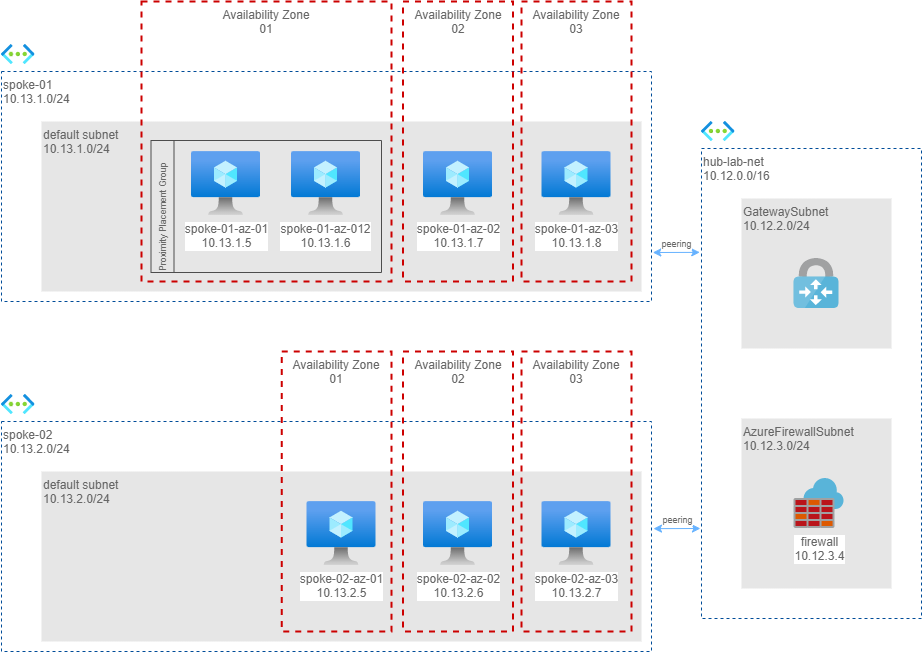 Availability Zone
01
Availability Zone
02
Availability Zone
03
spoke-01
10.13.1.0/24
default subnet
10.13.1.0/24
Proximity Placement Group
spoke-01-az-01
10.13.1.5
spoke-01-az-012
10.13.1.6
spoke-01-az-02
10.13.1.7
spoke-01-az-03
10.13.1.8
peering
hub-lab-net
10.12.0.0/16
GatewaySubnet
10.12.2.0/24
Availability Zone
01
Availability Zone
02
Availability Zone
03
spoke-02
10.13.2.0/24
default subnet
10.13.2.0/24
spoke-02-az-01
10.13.2.5
spoke-02-az-02
10.13.2.6
spoke-02-az-03
10.13.2.7
peering
AzureFirewallSubnet
10.12.3.0/24
firewall
10.12.3.4